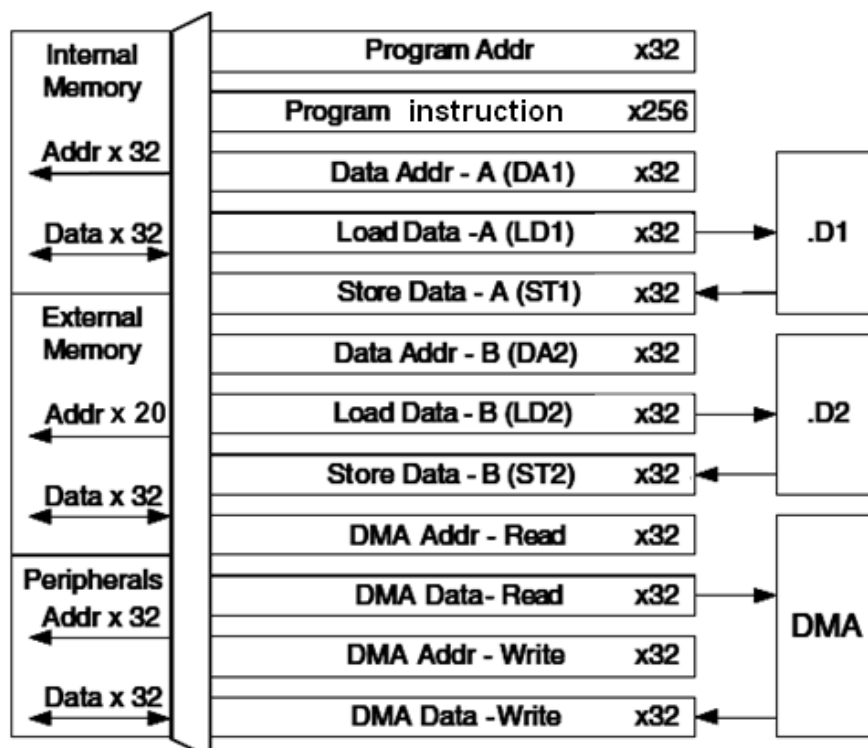 Internal
Memory
Addr x 32
Data x 32
External
Memory
Addr x 20
Data x 32
Peripherals
Addr x 32
Data x 32
Program Addr x32
Program instruction x256
Data Addr - A (DA1) x32
Load Data -A (LD1) x32
Store Data - A (ST1) x32
Data Addr - B (DA2) x32
Load Data - B (LD2) x32
Store Data - B (ST2) x32
DMA Addr - Read x32
DMA Data- Read x32
DMA Addr - Write x32
DMA Data -Write x32
.D1
.D2
DMA